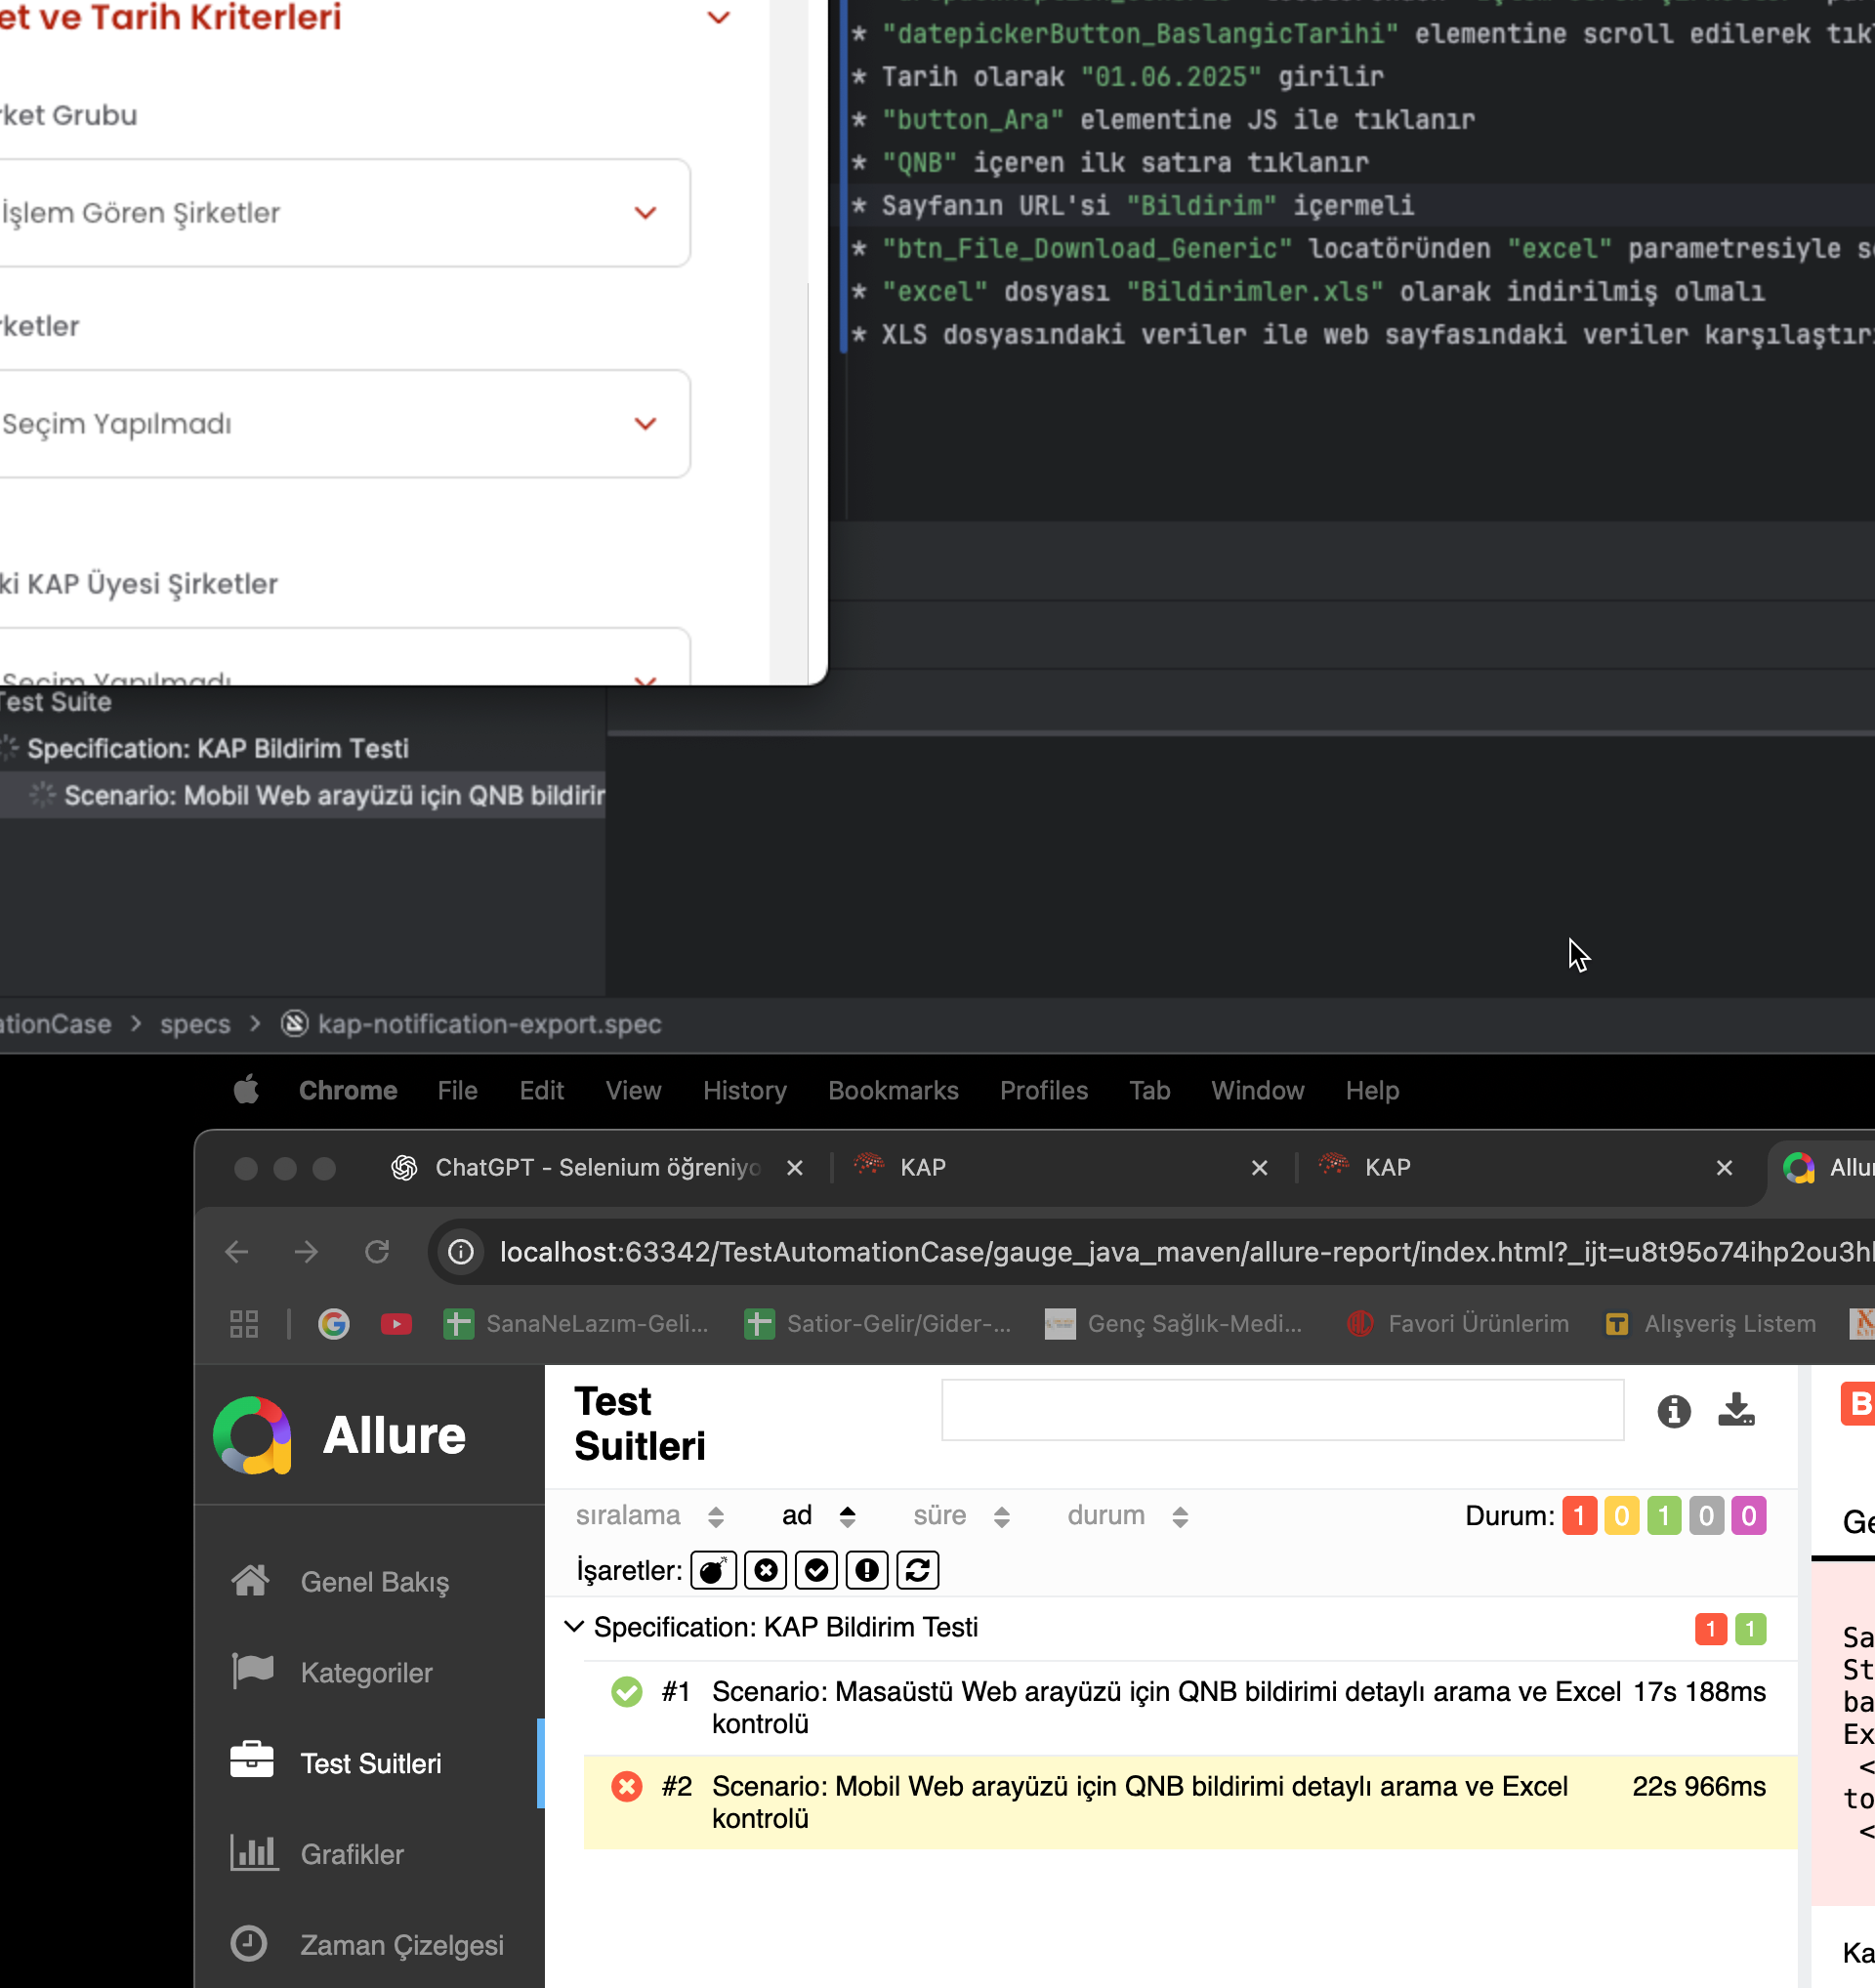 et ve Tarih Kriterleri
rket Grubu
İşlem Gören Şirketler
rketler
Seçim Yapılmadı
ki KAP Üyesi Şirketler
Seçim Yapılmadı
* "datepickerButton_BaslangicTarihi" elementine scroll edilerek tık
* Tarih olarak "01.06.2025" girilir
* "button_Ara" elementine JS ile tıklanır
* "QNB" içeren ilk satıra tıklanır
* Sayfanın URL'si "Bildirim" içermeli
* "btn_File_Download_Generic" locatöründen "excel" parametresiyle s
* "excel" dosyası "Bildirimler.xls" olarak indirilmiş olmalı
* XLS dosyasındaki veriler ile web sayfasındaki veriler karşılaştır
Test Suite
Specification: KAP Bildirim Testi
Scenario: Mobil Web arayüzü için QNB bildirir
ationCase > specs > kap-notification-export.spec
Chrome File Edit View History Bookmarks Profiles Tab Window Help
ChatGPT - Selenium öğreniyo
KAP
KAP
Allu
localhost:63342/TestAutomationCase/gauge_java_maven/allure-report/index.html?_ijt=u8t95o74ihp2ou3h
SanaNeLazım-Geli... Satior-Gelir/Gider-... Genç Sağlık-Medi... Favori Ürünlerim Alışveriş Listem
Allure
Genel Bakış
Kategoriler
Test Suitleri
Grafikler
Zaman Çizelgesi
Test
Suitleri
sıralama ad süre durum Durum: 1 0 1 0 0
İşaretler:
Specification: KAP Bildirim Testi 1 1
#1 Scenario: Masaüstü Web arayüzü için QNB bildirimi detaylı arama ve Excel 17s 188ms
kontrolü
#2 Scenario: Mobil Web arayüzü için QNB bildirimi detaylı arama ve Excel 22s 966ms
kontrolü
B
Ge
Sa
St
ba
Ex
<
to
<
Ka